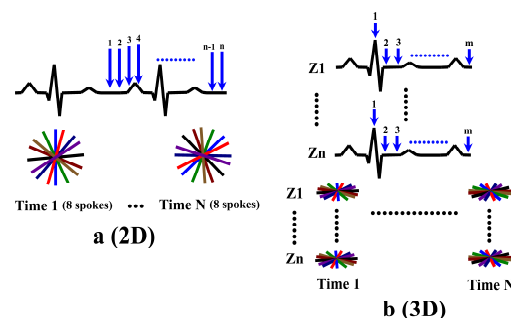 1 2 3 4 n-1 n
Time 1 (8 spokes) ••• Time N (8 spokes)
a (2D)
1
Z1 2 3 m
1
Zn 2 3 m
Z1
Zn
Time 1 Time N
b (3D)